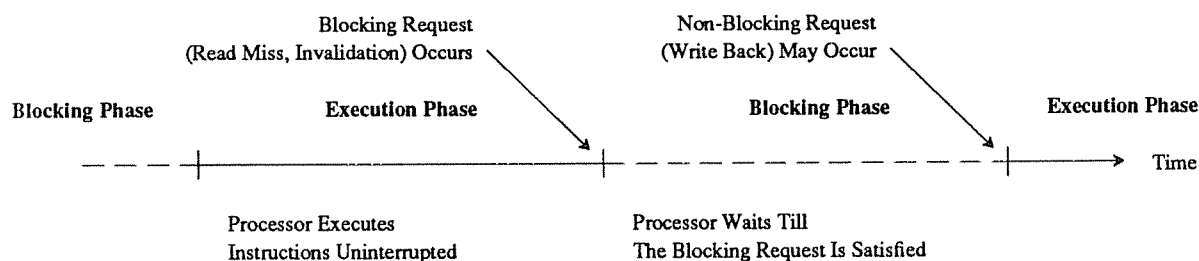 Blocking Request
(Read Miss, Invalidation) Occurs
Non-Blocking Request
(Write Back) May Occur
Blocking Phase
Execution Phase
Blocking Phase
Execution Phase
Time
Processor Executes
Instructions Uninterrupted
Processor Waits Till
The Blocking Request Is Satisfied